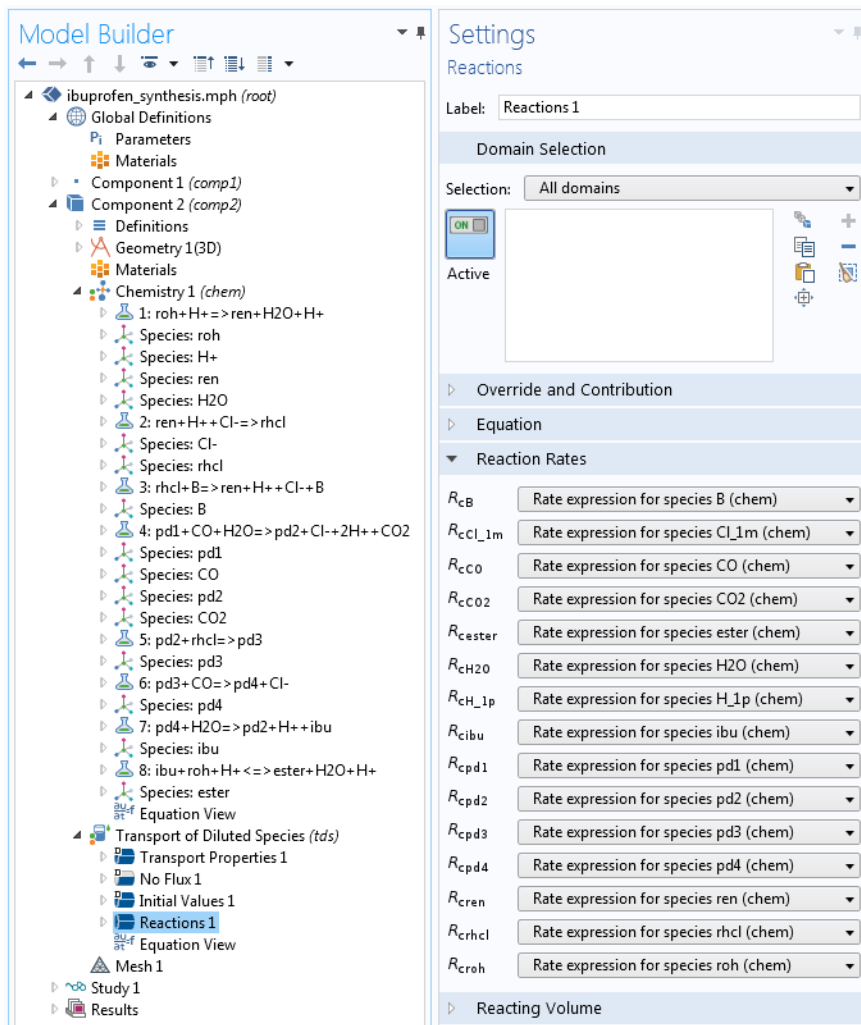 Model Builder
ibuprofen_synthesis.mph (root)
Global Definitions
Pi Parameters
Materials
Component 1 (comp1)
Component 2 (comp2)
Definitions
Geometry 1(3D)
Materials
Chemistry 1 (chem)
1: roh+H+=>ren+H2O+H+
Species: roh
Species: H+
Species: ren
Species: H2O
2: ren+H++Cl-=>rhcl
Species: Cl-
Species: rhcl
3: rhcl+B=>ren+H++Cl-+B
Species: B
4: pd1+CO+H2O=>pd2+Cl-+2H++CO2
Species: pd1
Species: CO
Species: pd2
Species: CO2
5: pd2+rhcl=>pd3
Species: pd3
6: pd3+CO=>pd4+Cl-
Species: pd4
7: pd4+H2O=>pd2+H++ibu
Species: ibu
8: ibu+roh+H+<=>ester+H2O+H+
Species: ester
Equation View
Transport of Diluted Species (tds)
Transport Properties 1
No Flux 1
Initial Values 1
Reactions 1
Equation View
Mesh 1
Study 1
Results
Settings
Reactions
Label: Reactions 1
Domain Selection
Selection: All domains
ON
Active
Override and Contribution
Equation
Reaction Rates
RcB Rate expression for species B (chem)
RcCl_1m Rate expression for species Cl_1m (chem)
RcCO Rate expression for species CO (chem)
RcCO2 Rate expression for species CO2 (chem)
Rcester Rate expression for species ester (chem)
RcH2O Rate expression for species H2O (chem)
RcH_1p Rate expression for species H_1p (chem)
Rcibu Rate expression for species ibu (chem)
Rcpd1 Rate expression for species pd1 (chem)
Rcpd2 Rate expression for species pd2 (chem)
Rcpd3 Rate expression for species pd3 (chem)
Rcpd4 Rate expression for species pd4 (chem)
Rcren Rate expression for species ren (chem)
Rcrhcl Rate expression for species rhcl (chem)
Rcroh Rate expression for species roh (chem)
Reacting Volume